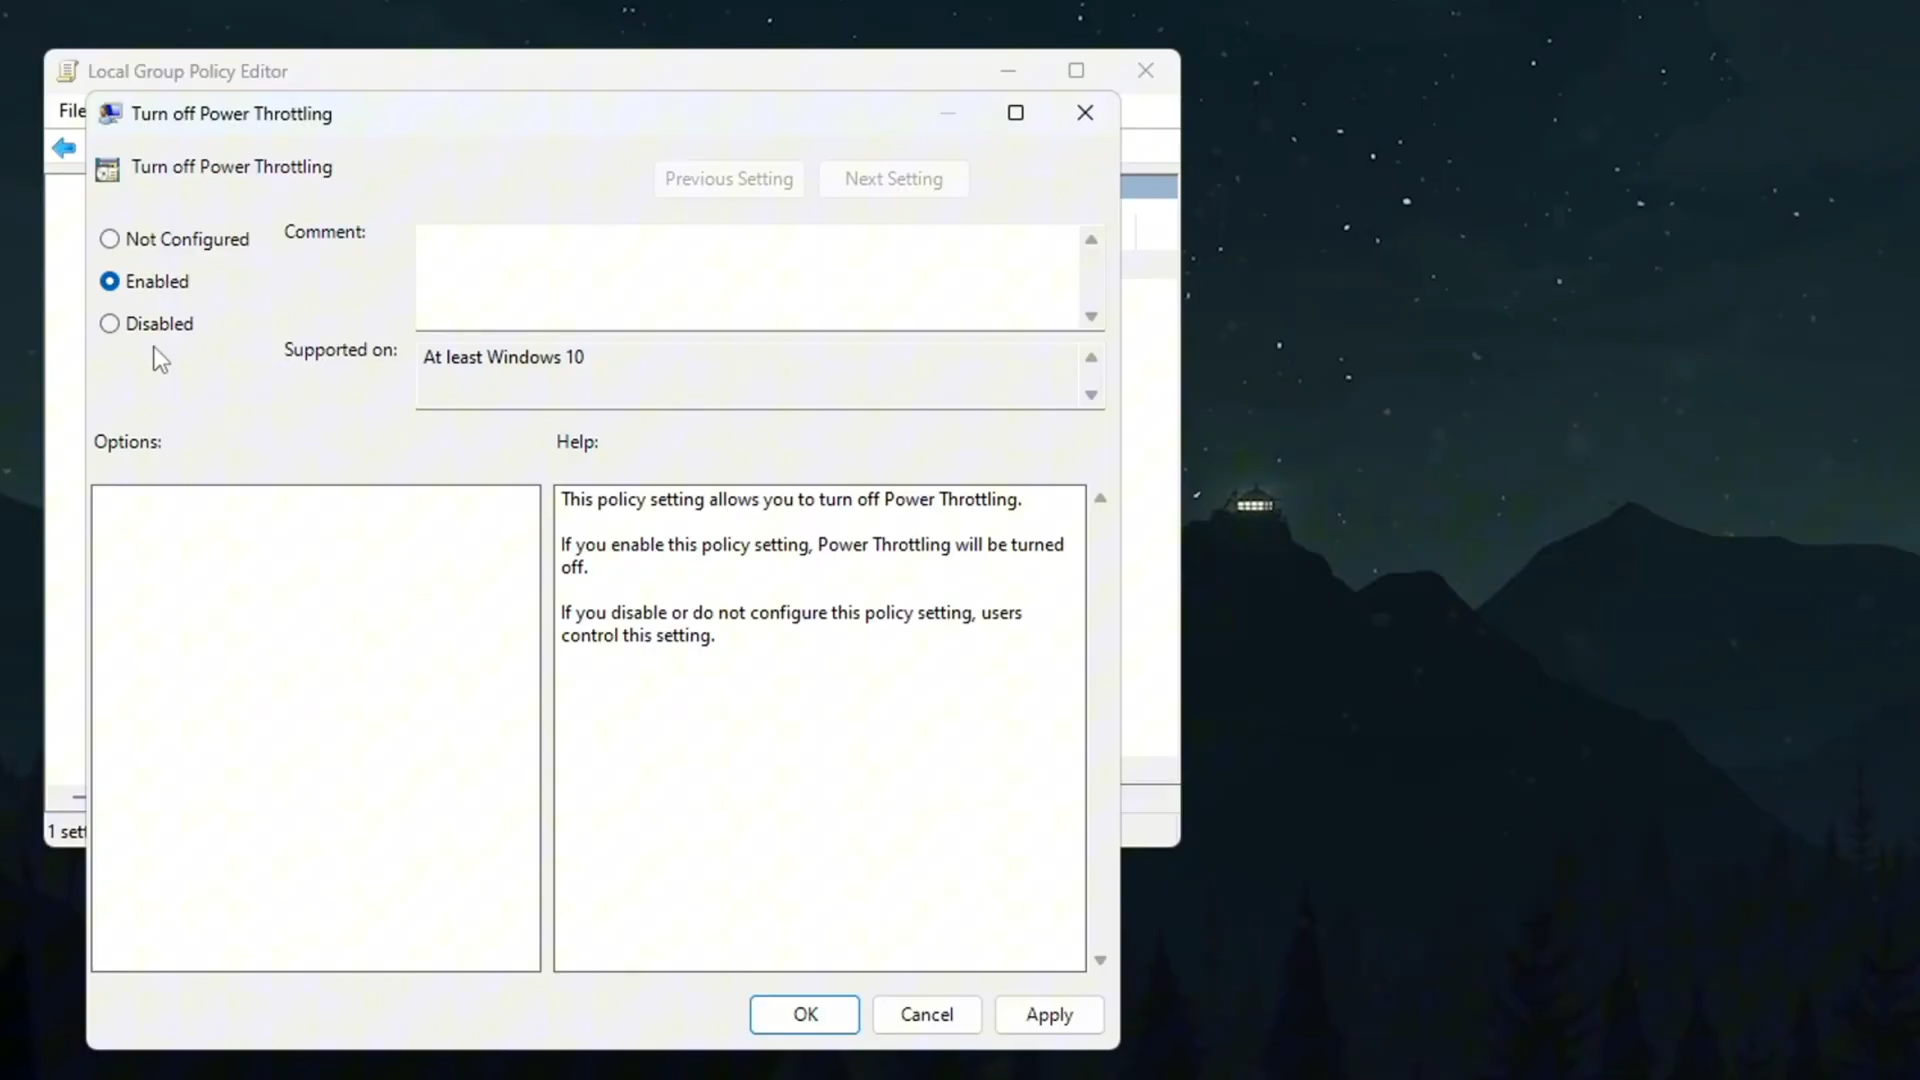 Local Group Policy Editor
File
Turn off Power Throttling
Turn off Power Throttling
Previous Setting
Next Setting
Not Configured
Comment:
Enabled
Disabled
Supported on:
At least Windows 10
Options:
Help:
This policy setting allows you to turn off Power Throttling.
If you enable this policy setting, Power Throttling will be turned
off.
If you disable or do not configure this policy setting, users
control this setting.
1 sett
OK
Cancel
Apply